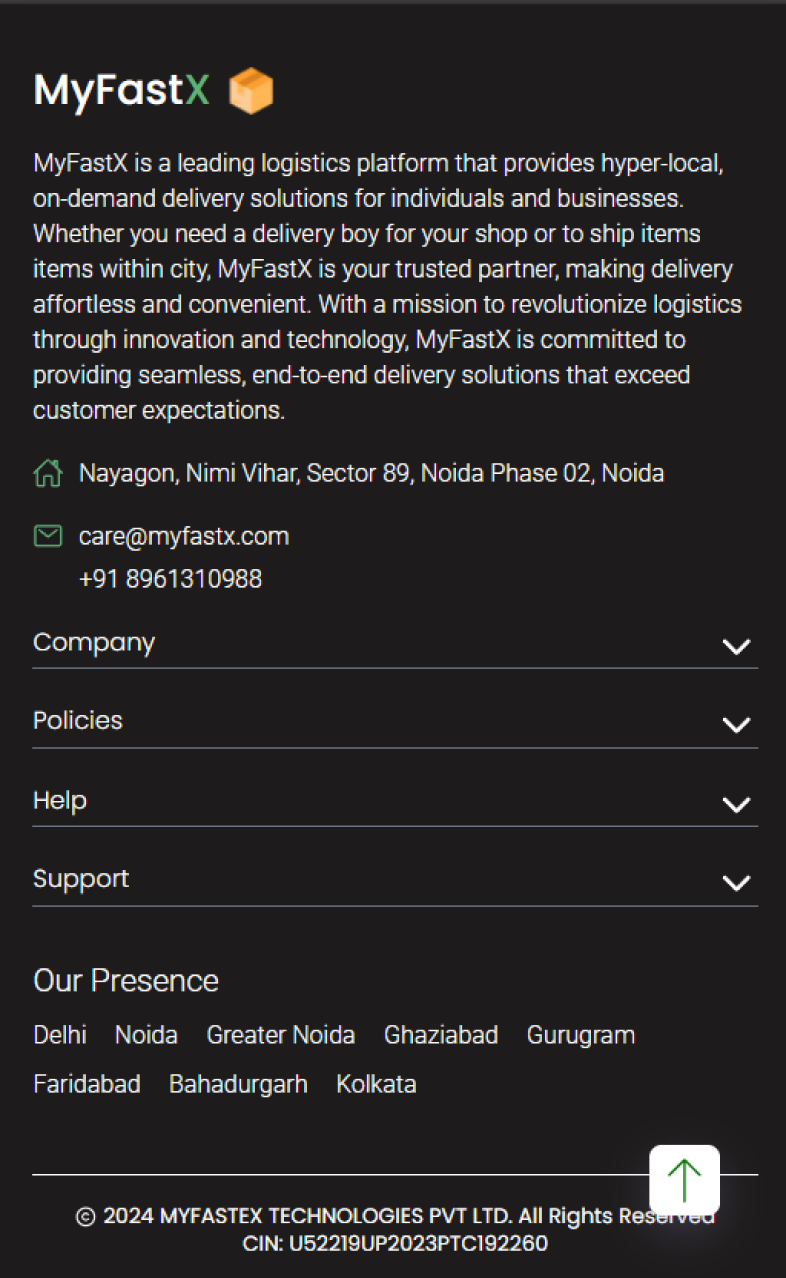 MyFastX
MyFastX is a leading logistics platform that provides hyper-local,
on-demand delivery solutions for individuals and businesses.
Whether you need a delivery boy for your shop or to ship items
items within city, MyFastX is your trusted partner, making delivery
affortless and convenient. With a mission to revolutionize logistics
through innovation and technology, MyFastX is committed to
providing seamless, end-to-end delivery solutions that exceed
customer expectations.
Nayagon, Nimi Vihar, Sector 89, Noida Phase 02, Noida
care@myfastx.com
+91 8961310988
Company
Policies
Help
Support
Our Presence
Delhi Noida Greater Noida Ghaziabad Gurugram
Faridabad Bahadurgarh Kolkata
© 2024 MYFASTEX TECHNOLOGIES PVT LTD. All Rights Reserved
CIN: U52219UP2023PTC192260